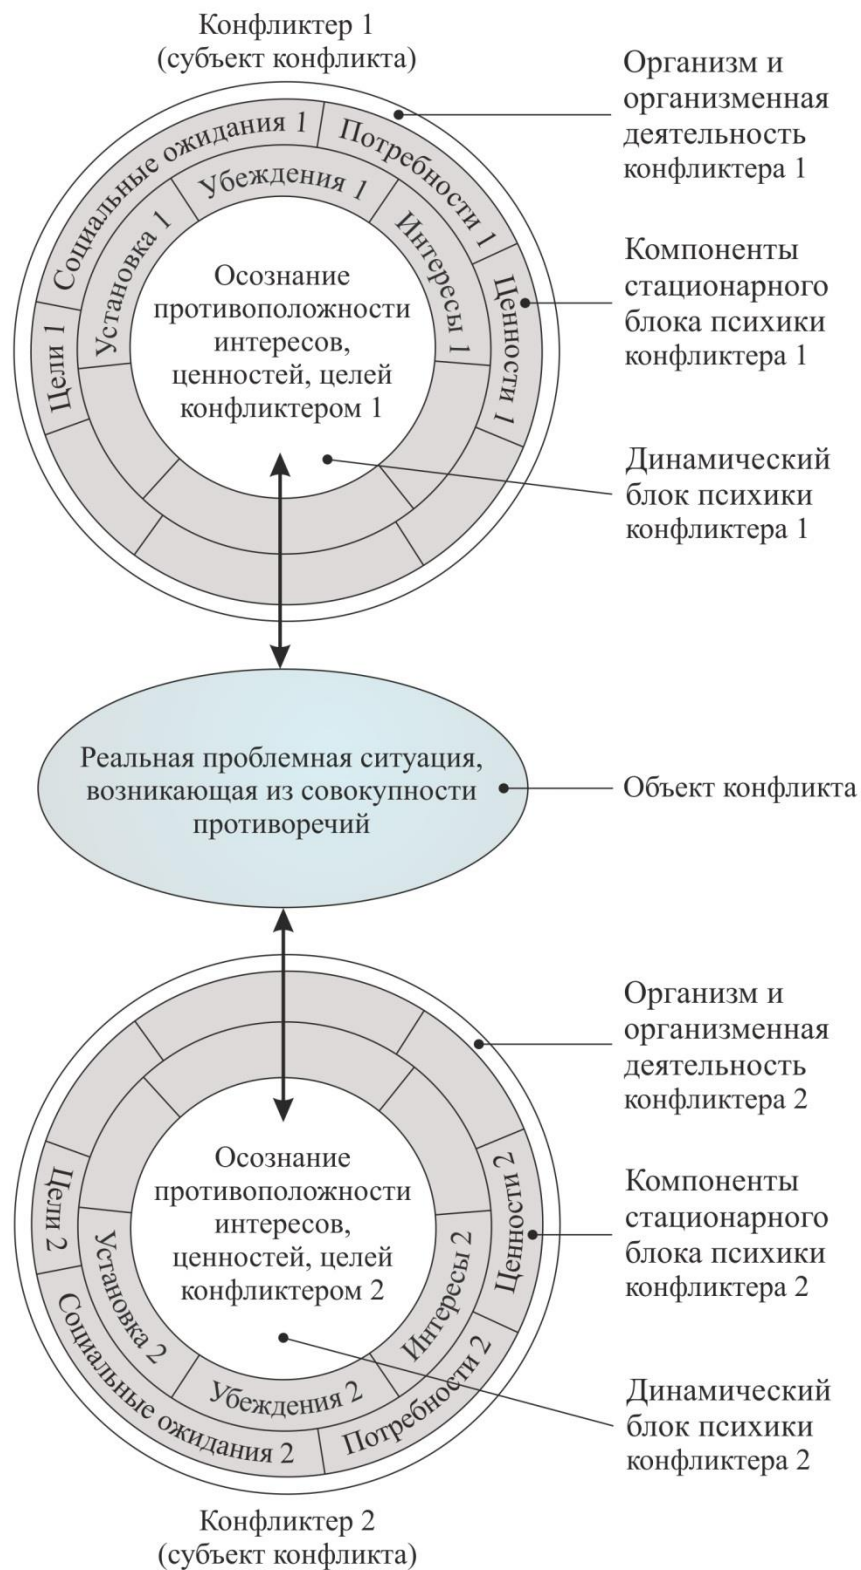 Конфликтер 1
(субъект конфликта)
Социальные ожидания 1
Потребности 1
Цели 1
Установка 1
Убеждения 1
Интересы 1
Ценности 1
Осознание
противоположности
интересов,
ценностей, целей
конфликтером 1
Организм и
организменная
деятельность
конфликтера 1
Компоненты
стационарного
блока психики
конфликтера 1
Динамический
блок психики
конфликтера 1
Реальная проблемная ситуация,
возникающая из совокупности
противоречий
Объект конфликта
Организм и
организменная
деятельность
конфликтера 2
Компоненты
стационарного
блока психики
конфликтера 2
Динамический
блок психики
конфликтера 2
Осознание
противоположности
интересов,
ценностей, целей
конфликтером 2
Цели 2
Установка 2
Убеждения 2
Интересы 2
Ценности 2
Социальные ожидания 2
Потребности 2
Конфликтер 2
(субъект конфликта)